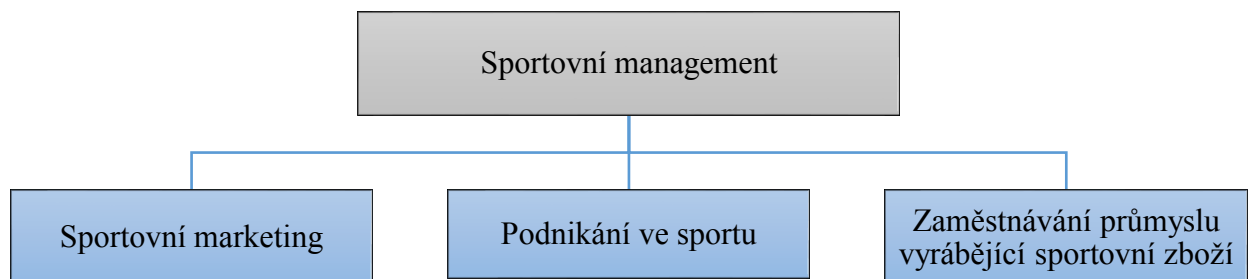 Sportovní management
Sportovní marketing
Podnikání ve sportu
Zaměstnávání průmyslu
vyrábějící sportovní zboží